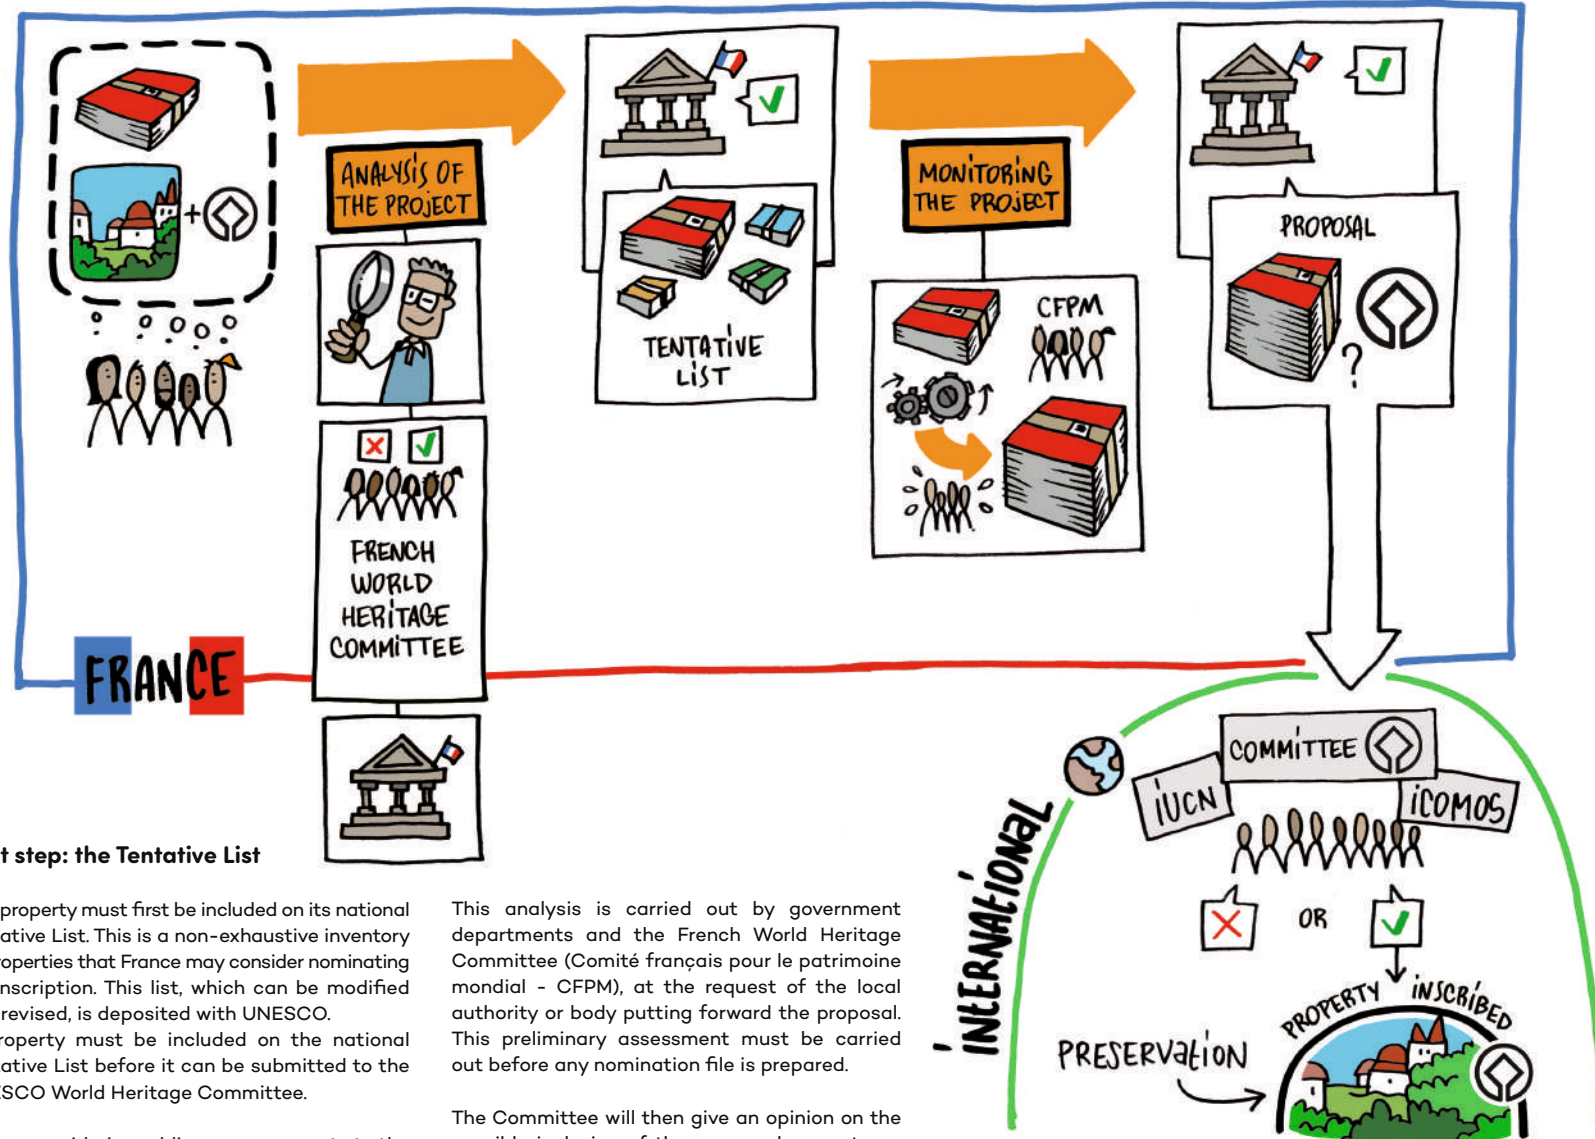 ANALYSIS OF
THE PROJECT
FRENCH
WORLD
HERITAGE
COMMITTEE
TENTATIVE
LIST
MONITORING
THE PROJECT
CFPM
PROPOSAL
?
FRANCE
INTERNATIONAL
COMMITTEE
IUCN
ICOMOS
OR
PROPERTY INSCRIBED
PRESERVATION
step: the Tentative List
property must first be included on its national
List. This is a non-exhaustive inventory
properties that France may consider nominating
inscription. This list, which can be modified
revised, is deposited with UNESCO.
property must be included on the national
List before it can be submitted to the
World Heritage Committee.
This analysis is carried out by government
departments and the French World Heritage
Committee (Comité français pour le patrimoine
mondial - CFPM), at the request of the local
authority or body putting forward the proposal.
This preliminary assessment must be carried
out before any nomination file is prepared.
The Committee will then give an opinion on the